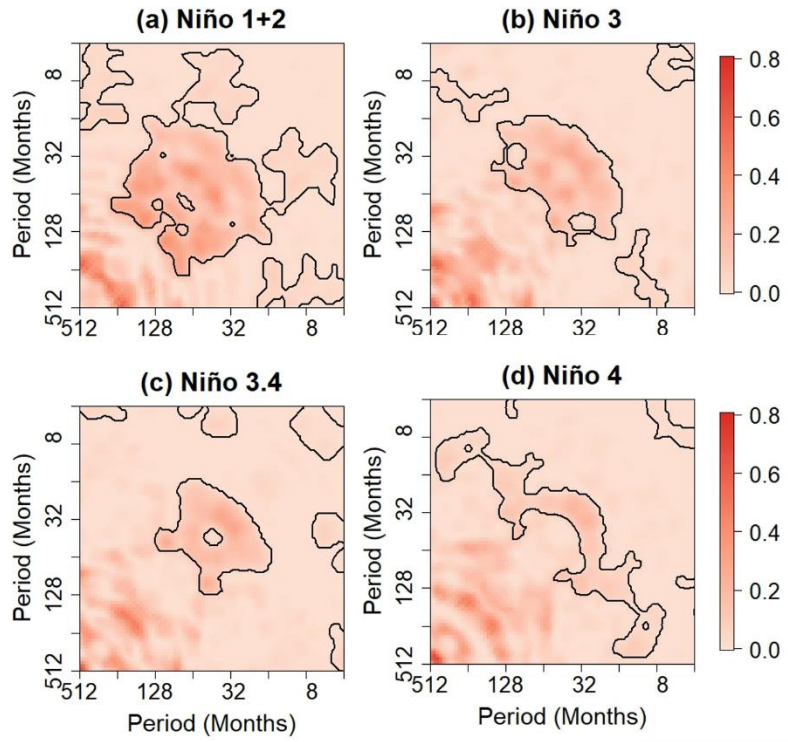 (a) Niño 1+2
(b) Niño 3
Period (Months)
8
32
128
512
512 128 32 8
Period (Months)
8
32
128
512
512 128 32 8
0.8
0.6
0.4
0.2
0.0
(c) Niño 3.4
(d) Niño 4
Period (Months)
8
32
128
512
512 128 32 8
Period (Months)
Period (Months)
8
32
128
512
512 128 32 8
Period (Months)
0.8
0.6
0.4
0.2
0.0